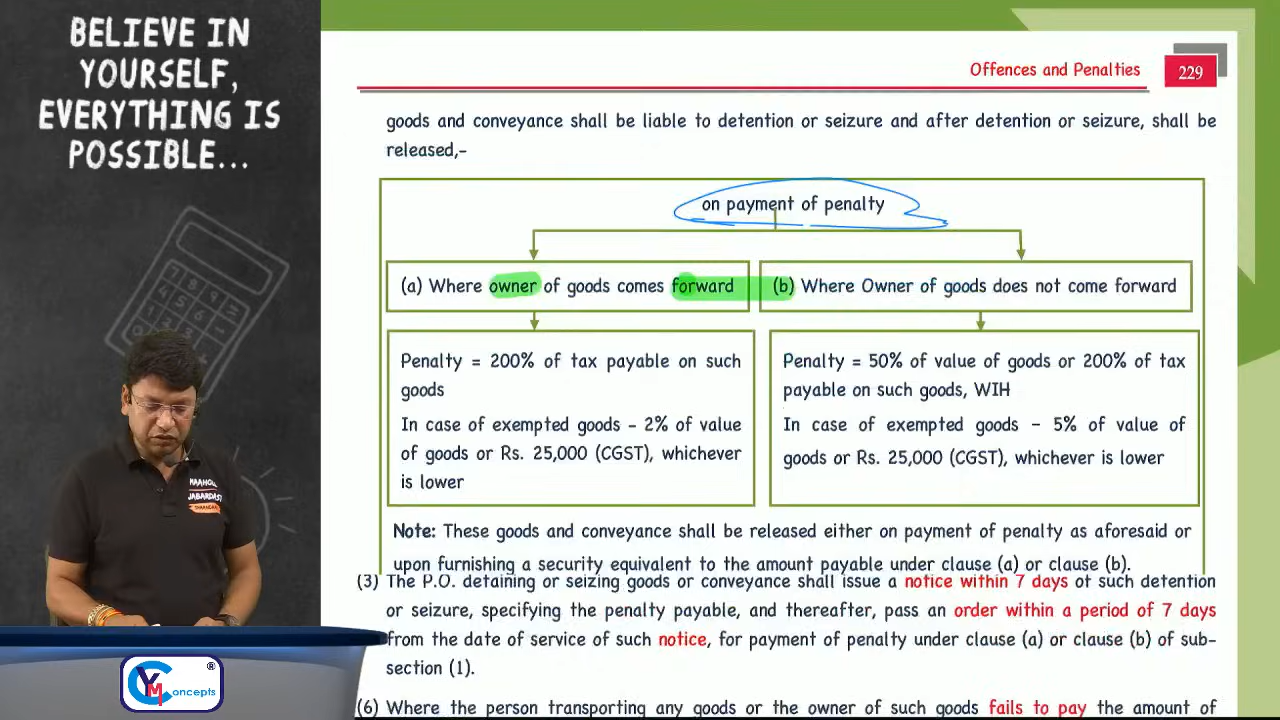 BELIEVE IN
YOURSELF,
EVERYTHING IS
POSSIBLE...
Offences and Penalties 229
goods and conveyance shall be liable to detention or seizure and after detention or seizure, shall be
released,-
on payment of penalty
(a) Where owner of goods comes forward
(b) Where Owner of goods does not come forward
Penalty = 200% of tax payable on such
goods
In case of exempted goods – 2% of value
of goods or Rs. 25,000 (CGST), whichever
is lower
Penalty = 50% of value of goods or 200% of tax
payable on such goods, WIH
In case of exempted goods – 5% of value of
goods or Rs. 25,000 (CGST), whichever is lower
Note: These goods and conveyance shall be released either on payment of penalty as aforesaid or
upon furnishing a security equivalent to the amount payable under clause (a) or clause (b).
(3) The P.O. detaining or seizing goods or conveyance shall issue a notice within 7 days of such detention
or seizure, specifying the penalty payable, and thereafter, pass an order within a period of 7 days
from the date of service of such notice, for payment of penalty under clause (a) or clause (b) of sub-
section (1).
(6) Where the person transporting any goods or the owner of such goods fails to pay the amount of
JABARDAST
YM Concepts ®